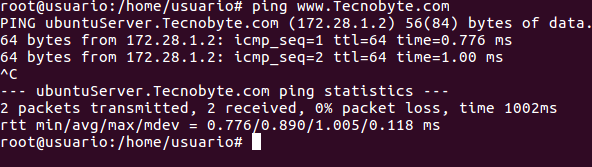 root@usuario:/home/usuario# ping www.Tecnobyte.com
PING ubuntuServer.Tecnobyte.com (172.28.1.2) 56(84) bytes of data.
64 bytes from 172.28.1.2: icmp_seq=1 ttl=64 time=0.776 ms
64 bytes from 172.28.1.2: icmp_seq=2 ttl=64 time=1.00 ms
^C
--- ubuntuServer.Tecnobyte.com ping statistics ---
2 packets transmitted, 2 received, 0% packet loss, time 1002ms
rtt min/avg/max/mdev = 0.776/0.890/1.005/0.118 ms
root@usuario:/home/usuario#